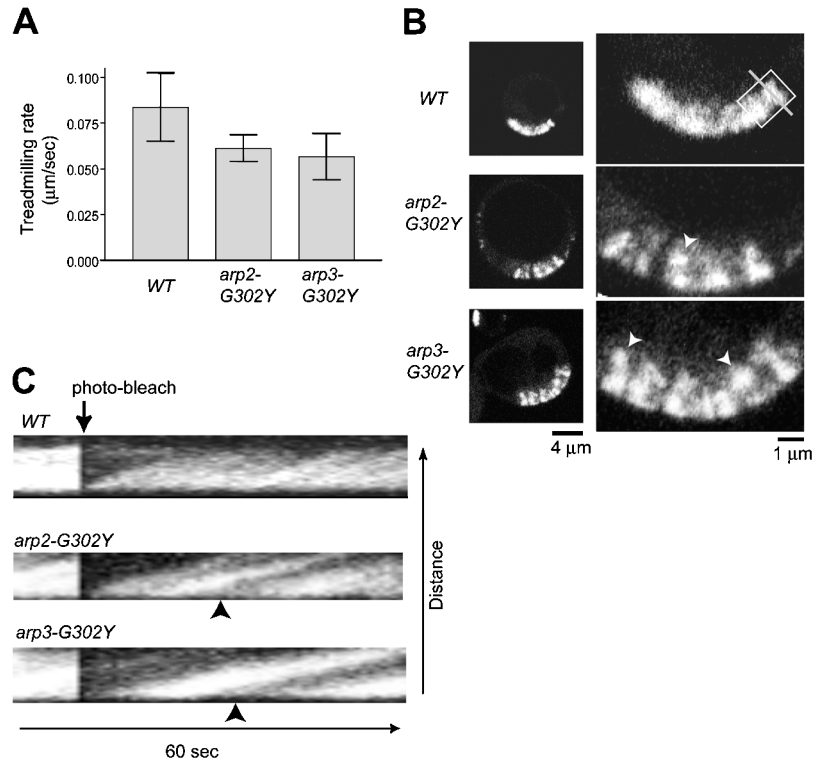 A
Treadmilling rate
(μm/sec)
0.100
0.075
0.050
0.025
0.000
WT
arp2-
G302Y
arp3-
G302Y
B
WT
arp2-
G302Y
arp3-
G302Y
4 μm
1 μm
C
photo-bleach
WT
arp2-G302Y
arp3-G302Y
Distance
60 sec